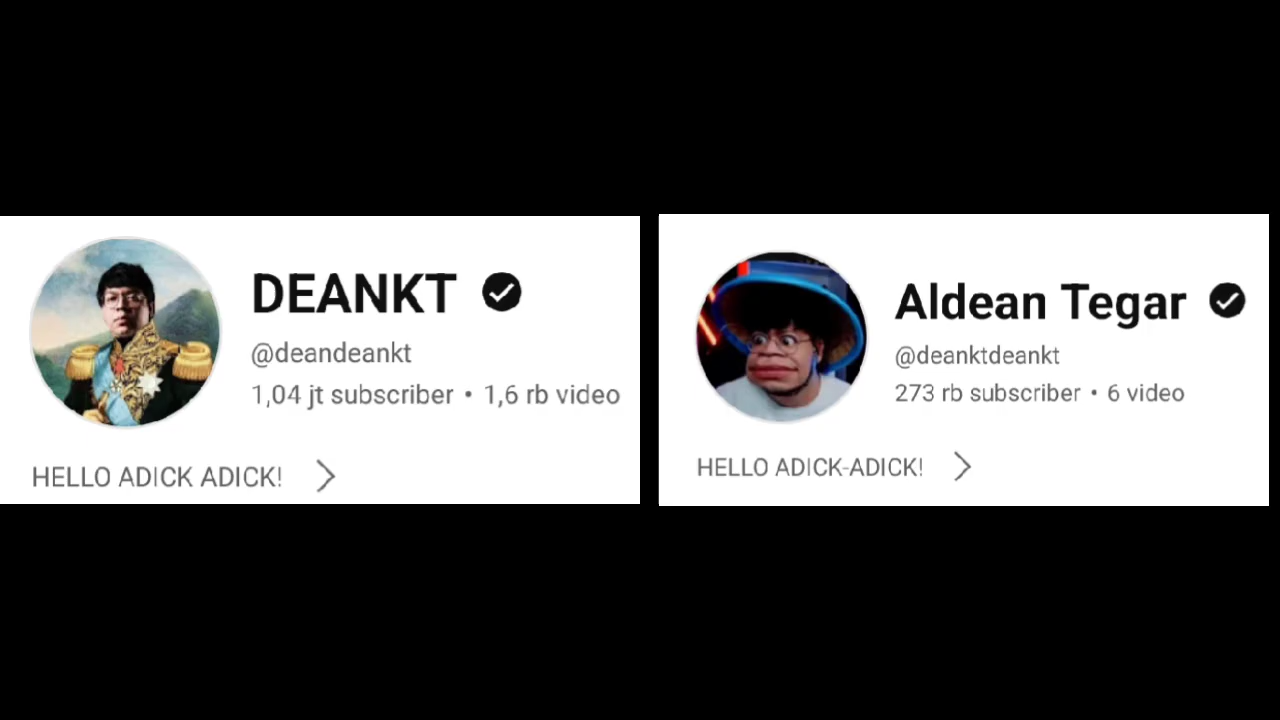 DEANKT
@deandeankt
1,04 jt subscriber • 1,6 rb video
HELLO ADICK ADICK!
Aldean Tegar
@deanktdeankt
273 rb subscriber • 6 video
HELLO ADICK-ADICK!